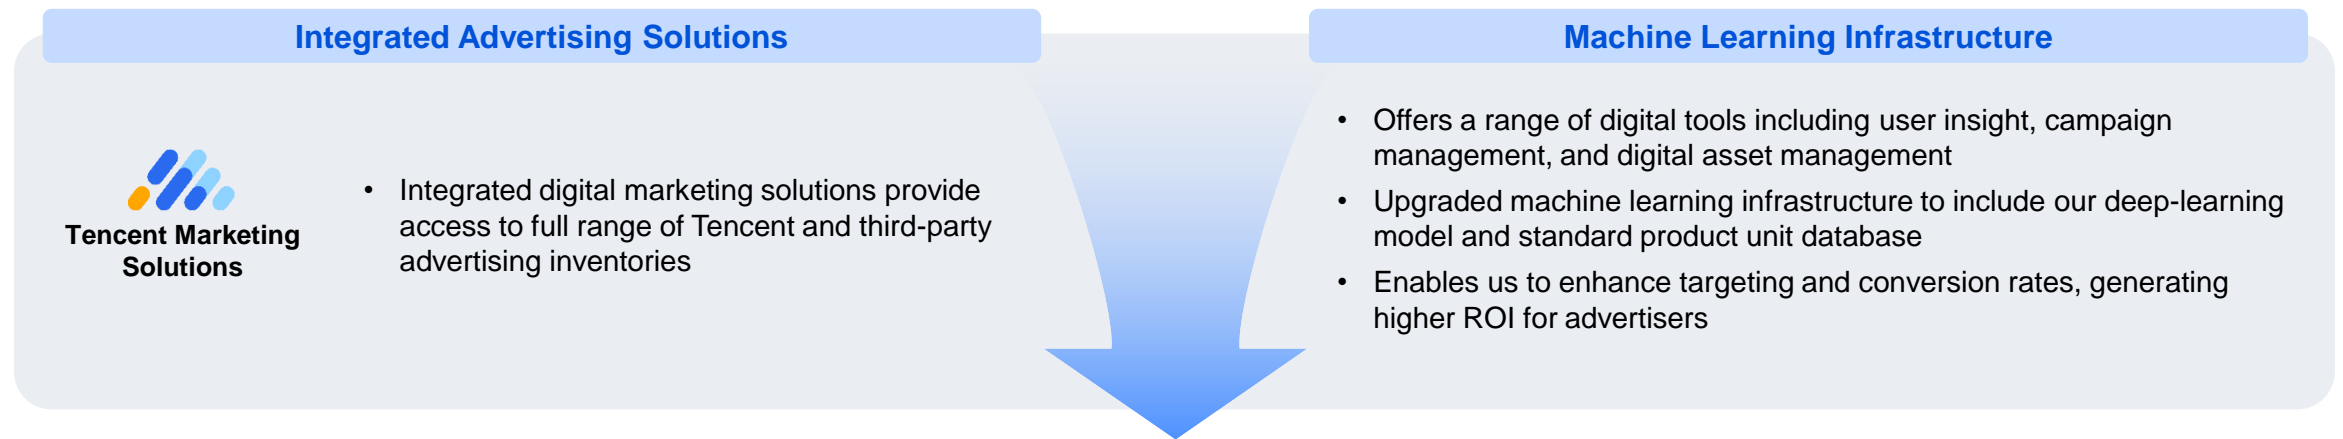 Integrated Advertising Solutions
Tencent Marketing
Solutions
• Integrated digital marketing solutions provide
access to full range of Tencent and third-party
advertising inventories
Machine Learning Infrastructure
• Offers a range of digital tools including user insight, campaign
management, and digital asset management
• Upgraded machine learning infrastructure to include our deep-learning
model and standard product unit database
• Enables us to enhance targeting and conversion rates, generating
higher ROI for advertisers